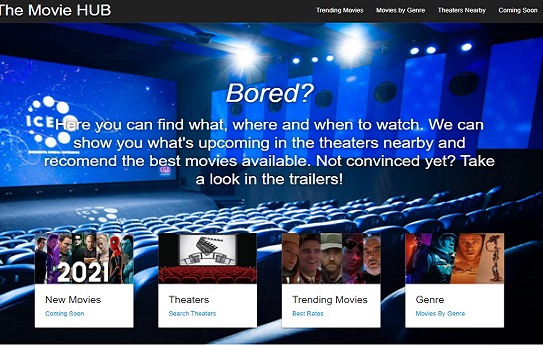 The Movie HUB
Trending Movies Movies by Genre Theaters Nearby Coming Soon
Bored?
Here you can find what, where and when to watch. We can
show you what's upcoming in the theaters nearby and
recomend the best movies available. Not convinced yet? Take
a look in the trailers!
ICE
2021
New Movies
Coming Soon
Theaters
Search Theaters
Trending Movies
Best Rates
Genre
Movies By Genre